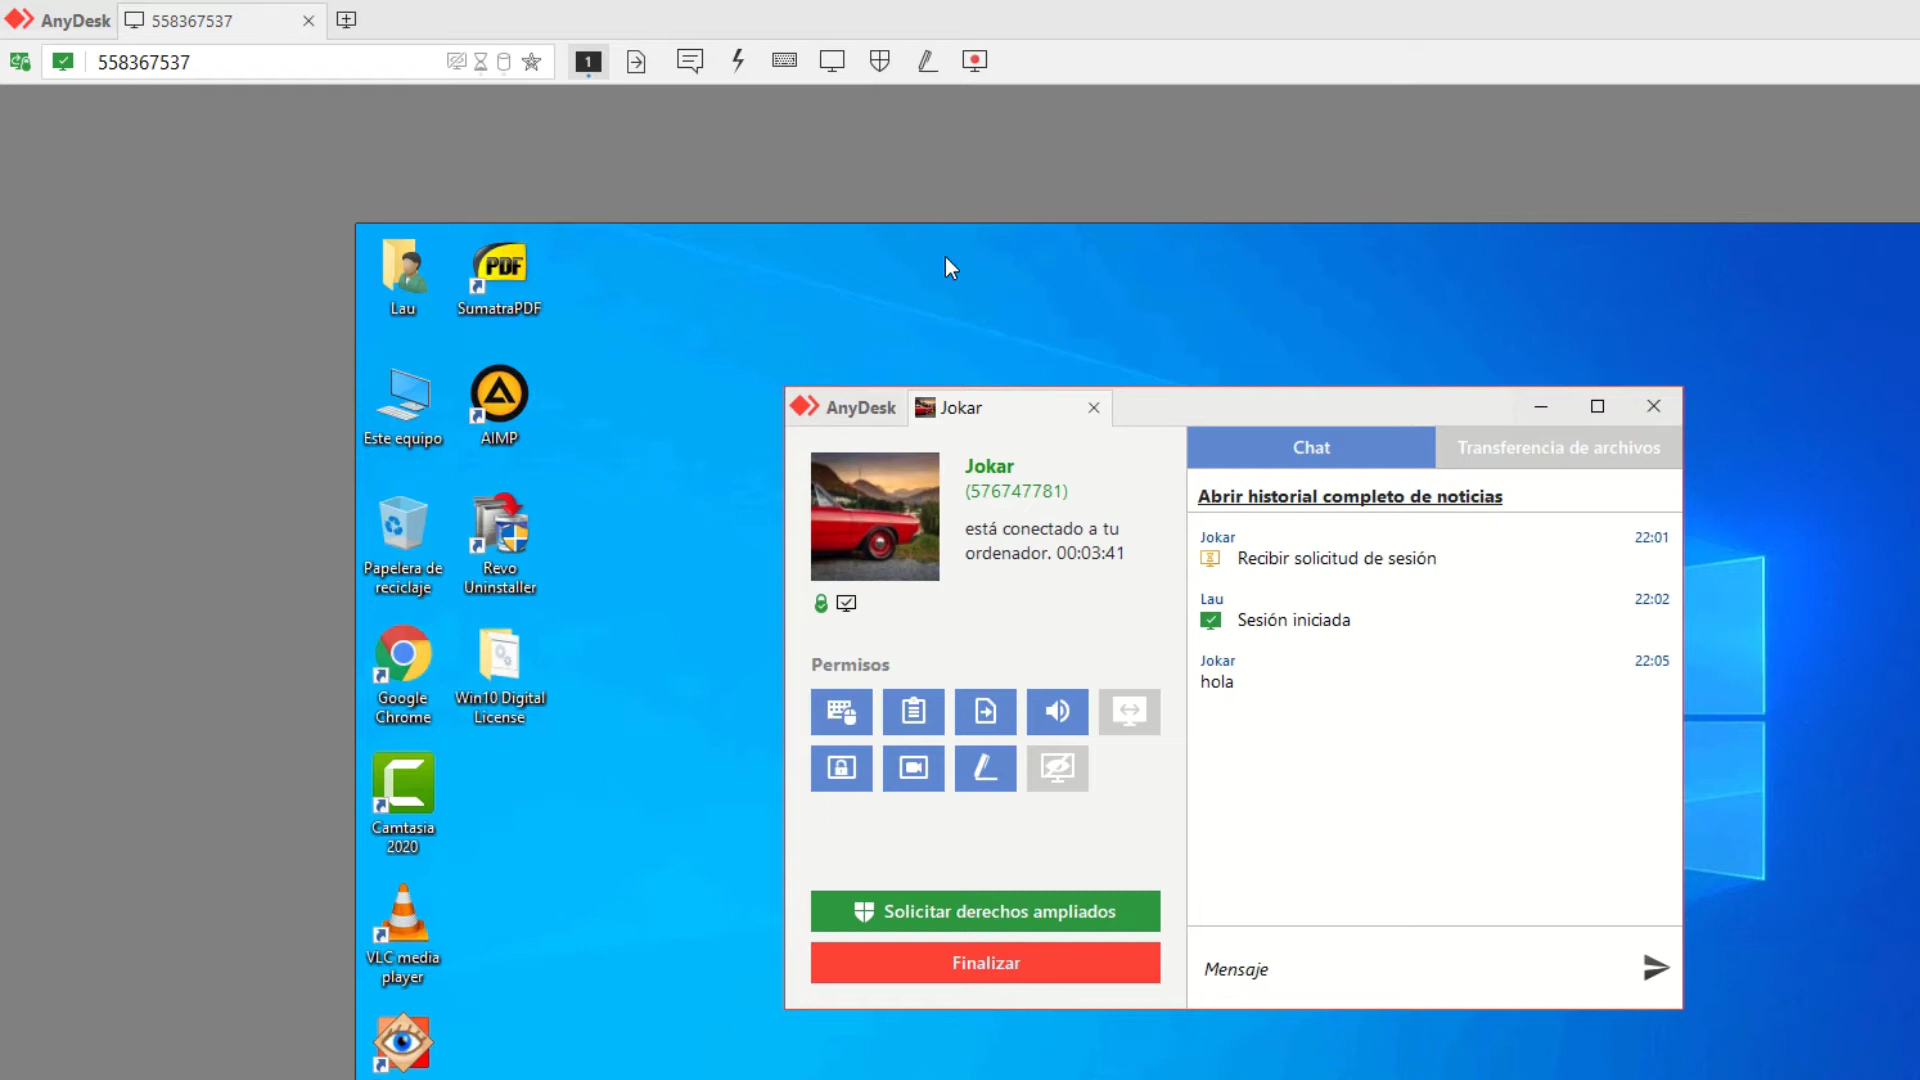 AnyDesk
558367537
558367537
1
Lau
PDF
SumatraPDF
Este equipo
AIMP
Papelera de
reciclaje
Revo
Uninstaller
Google
Chrome
Win10 Digital
License
Camtasia
2020
VLC media
player
AnyDesk
Jokar
Jokar
(576747781)
está conectado a tu
ordenador. 00:03:41
Permisos
Solicitar derechos ampliados
Finalizar
Chat
Transferencia de archivos
Abrir historial completo de noticias
Jokar 22:01
Recibir solicitud de sesión
Lau 22:02
Sesión iniciada
Jokar 22:05
hola
Mensaje